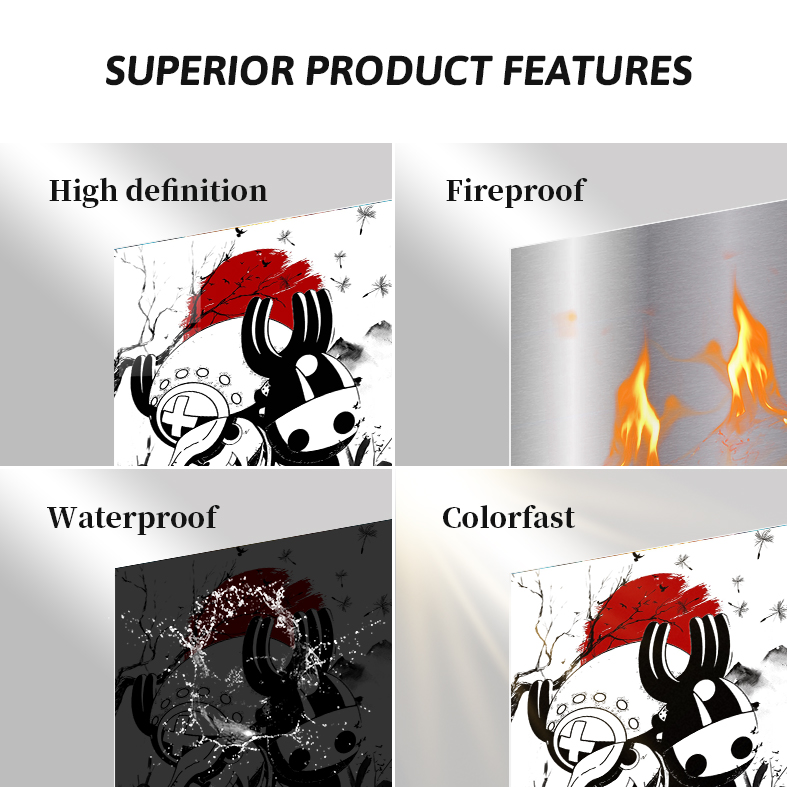 SUPERIOR PRODUCT FEATURES
High definition
Fireproof
Waterproof
Colorfast